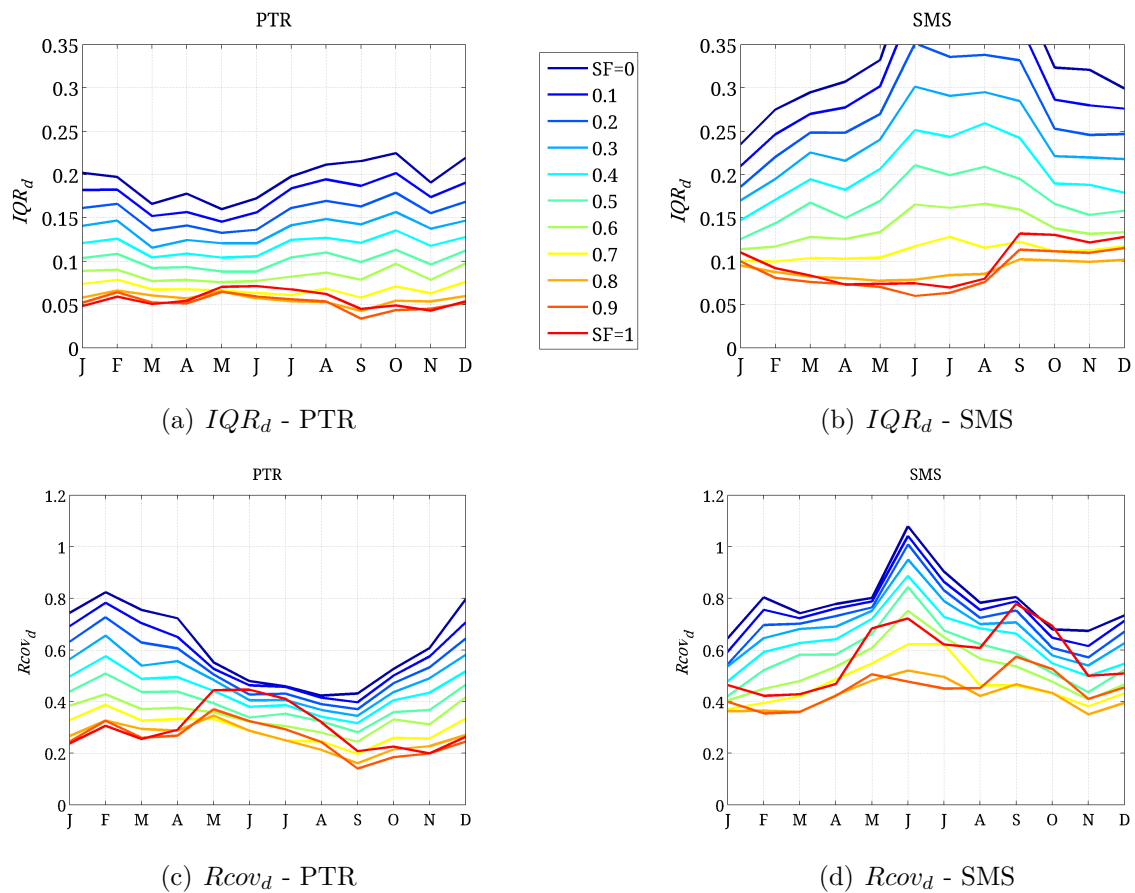 PTR
SMS
0.35
0.3
0.25
0.2
0.15
0.1
0.05
0
IQR_d
J F M A M J J A S O N D
SF=0
0.1
0.2
0.3
0.4
0.5
0.6
0.7
0.8
0.9
SF=1
0.35
0.3
0.25
0.2
0.15
0.1
0.05
0
IQR_d
J F M A M J J A S O N D
(a) IQR_d - PTR
(b) IQR_d - SMS
PTR
SMS
1.2
1
0.8
0.6
0.4
0.2
0
Rcov_d
J F M A M J J A S O N D
1.2
1
0.8
0.6
0.4
0.2
0
Rcov_d
J F M A M J J A S O N D
(c) Rcov_d - PTR
(d) Rcov_d - SMS